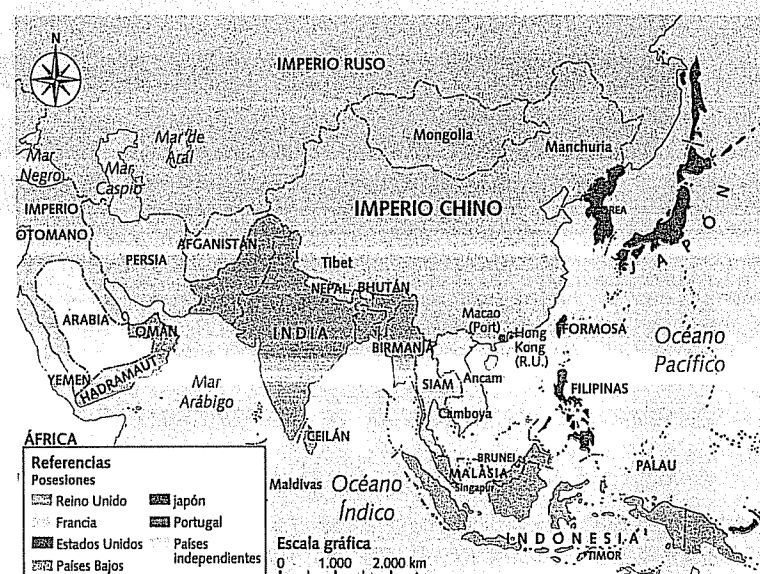 N
IMPERIO RUSO
Mar de
Aral
Mongolia
Manchuria
Mar
Negro
Mar
Caspio
IMPERIO
OTOMANO
IMPERIO CHINO
REA
JAPÓN
AFGANISTÁN
PERSIA
Tibet
NEPAL
BHUTÁN
ARABIA
OMÁN
INDIA
Macao
(Port)
Hong
Kong
(R.U.)
FORMOSA
Océano
Pacífico
BIRMANIA
YEMEN
HADRAMAUT
Mar
Arábigo
SIAM
Ancam
FILIPINAS
Camboya
ÁFRICA
CEILÁN
BRUNEI
MALASIA
Singapur
PALAU
Maldivas
Océano
Índico
INDONESIA
TIMOR
Referencias
Posesiones
Reino Unido
Francia
Estados Unidos
Países Bajos
japón
Portugal
Países
independientes
Escala gráfica
0 1.000 2.000 km